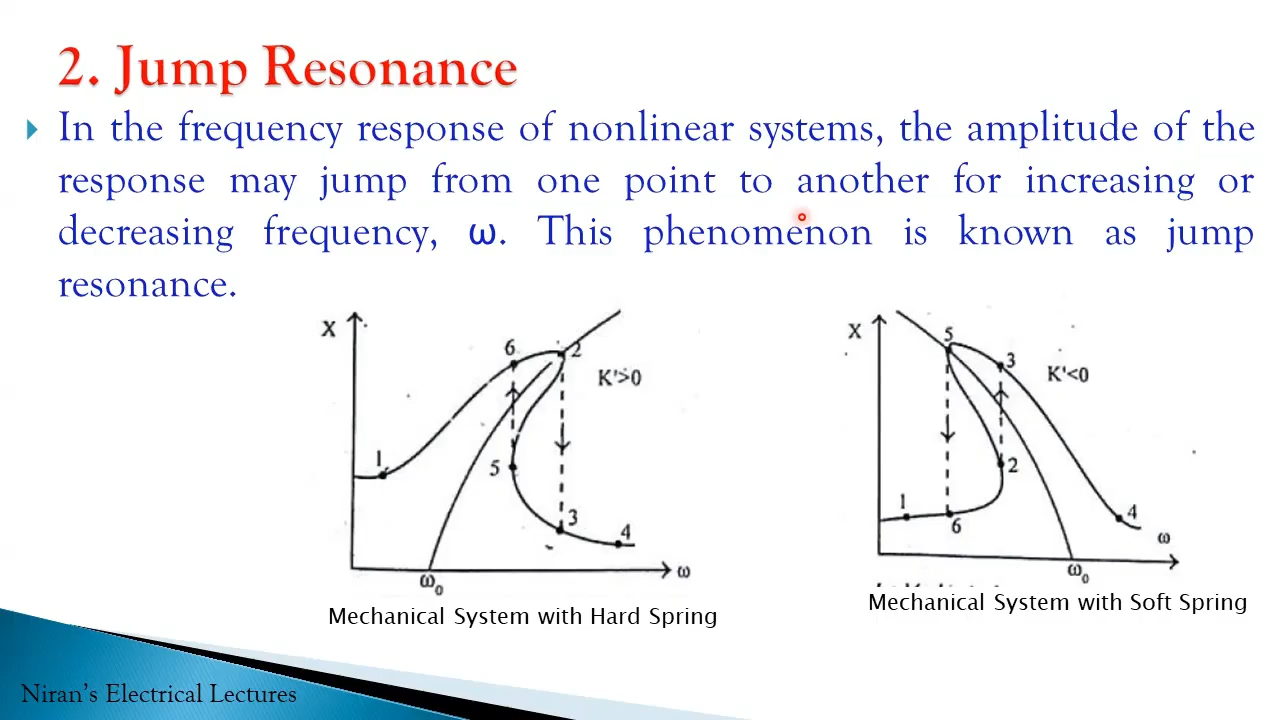 2. Jump Resonance
In the frequency response of nonlinear systems, the amplitude of the
response may jump from one point to another for increasing or
decreasing frequency, ω. This phenomenon is known as jump
resonance.
X
6
2
K'>0
1
5
3
4
ω₀
ω
Mechanical System with Hard Spring
X
5
3
K'<0
2
1
6
4
ω
ω₀
Mechanical System with Soft Spring
Niran's Electrical Lectures